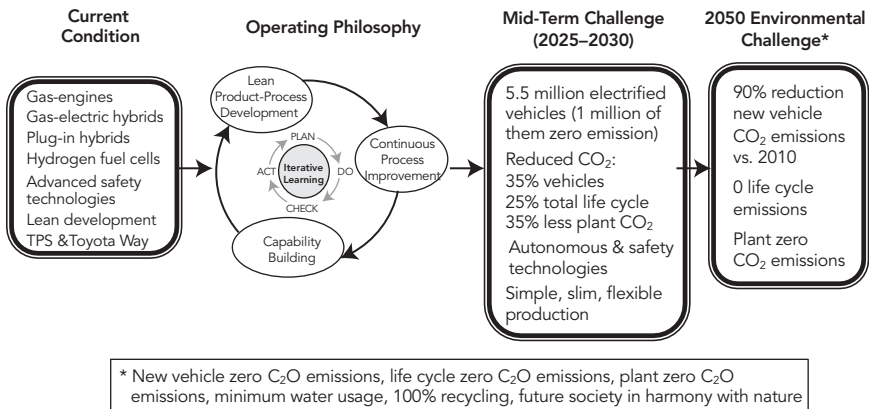 Current
Condition
Operating Philosophy
Mid-Term Challenge
(2025–2030)
2050 Environmental
Challenge*
Gas-engines
Gas-electric hybrids
Plug-in hybrids
Hydrogen fuel cells
Advanced safety
technologies
Lean development
TPS &Toyota Way
Lean
Product-Process
Development
Continuous
Process
Improvement
Capability
Building
PLAN
DO
CHECK
ACT
Iterative
Learning
5.5 million electrified
vehicles (1 million of
them zero emission)
Reduced CO₂:
35% vehicles
25% total life cycle
35% less plant CO₂
Autonomous & safety
technologies
Simple, slim, flexible
production
90% reduction
new vehicle
CO₂ emissions
vs. 2010
0 life cycle
emissions
Plant zero
CO₂ emissions
* New vehicle zero C₂O emissions, life cycle zero C₂O emissions, plant zero C₂O
emissions, minimum water usage, 100% recycling, future society in harmony with nature